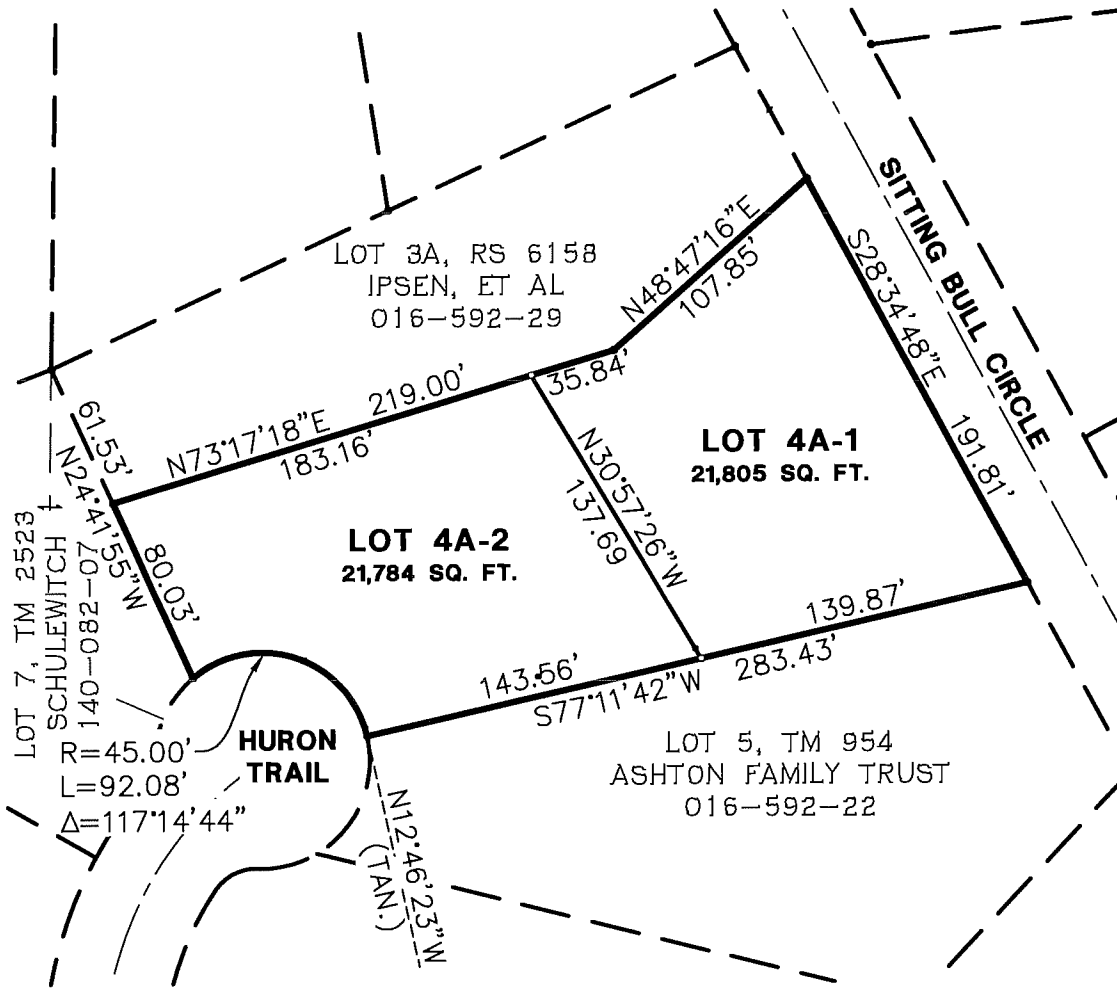 SITTING BULL CIRCLE
LOT 3A, RS 6158
IPSEN, ET AL
016-592-29
N48°47'16"E
107.85'
S28°34'48"E
191.81'
219.00'
35.84'
N73°17'18"E
183.16'
61.53'
N24°41'55"W
80.03'
LOT 7, TM 2523
SCHULEWITCH
140-082-07
LOT 4A-1
21,805 SQ. FT.
N30°57'26"W
137.69
LOT 4A-2
21,784 SQ. FT.
139.87'
283.43'
143.56'
S77°11'42"W
R=45.00'
L=92.08'
Δ=117°14'44"
HURON
TRAIL
LOT 5, TM 954
ASHTON FAMILY TRUST
016-592-22
N12°46'23"W
(TAN.)